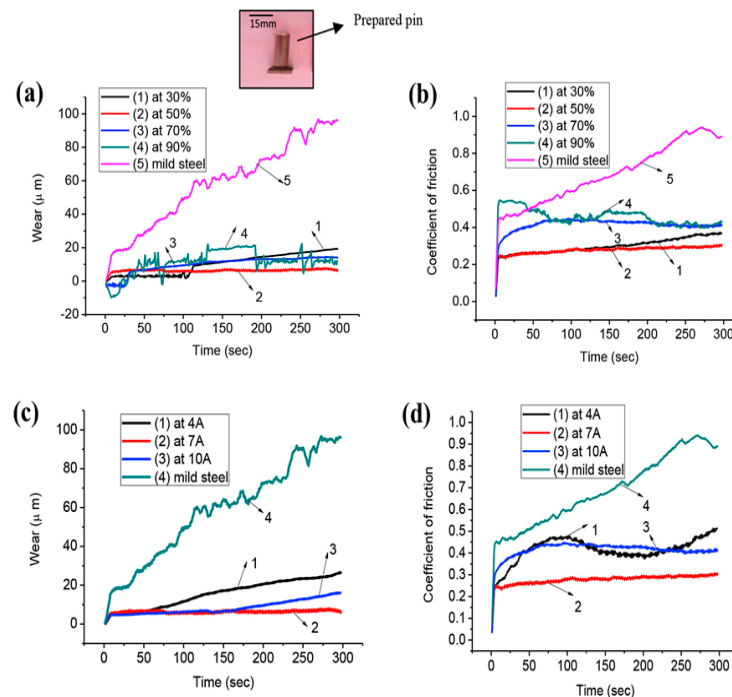 15mm
Prepared pin
(a)
(1) at 30%
(2) at 50%
(3) at 70%
(4) at 90%
(5) mild steel
Wear (μ m)
100
80
60
40
20
0
-20
5
3
4
1
2
0 50 100 150 200 250 300
Time (sec)
(b)
(1) at 30%
(2) at 50%
(3) at 70%
(4) at 90%
(5) mild steel
Coefficient of friction
1.0
0.8
0.6
0.4
0.2
0.0
5
4
3
2
1
0 50 100 150 200 250 300
Time (sec)
(c)
(1) at 4A
(2) at 7A
(3) at 10A
(4) mild steel
Wear (μ m)
100
80
60
40
20
0
4
1
3
2
0 50 100 150 200 250 300
Time (sec)
(d)
(1) at 4A
(2) at 7A
(3) at 10A
(4) mild steel
Coefficient of friction
1.0
0.9
0.8
0.7
0.6
0.5
0.4
0.3
0.2
0.1
0.0
4
1
3
2
0 50 100 150 200 250 300
Time (sec)